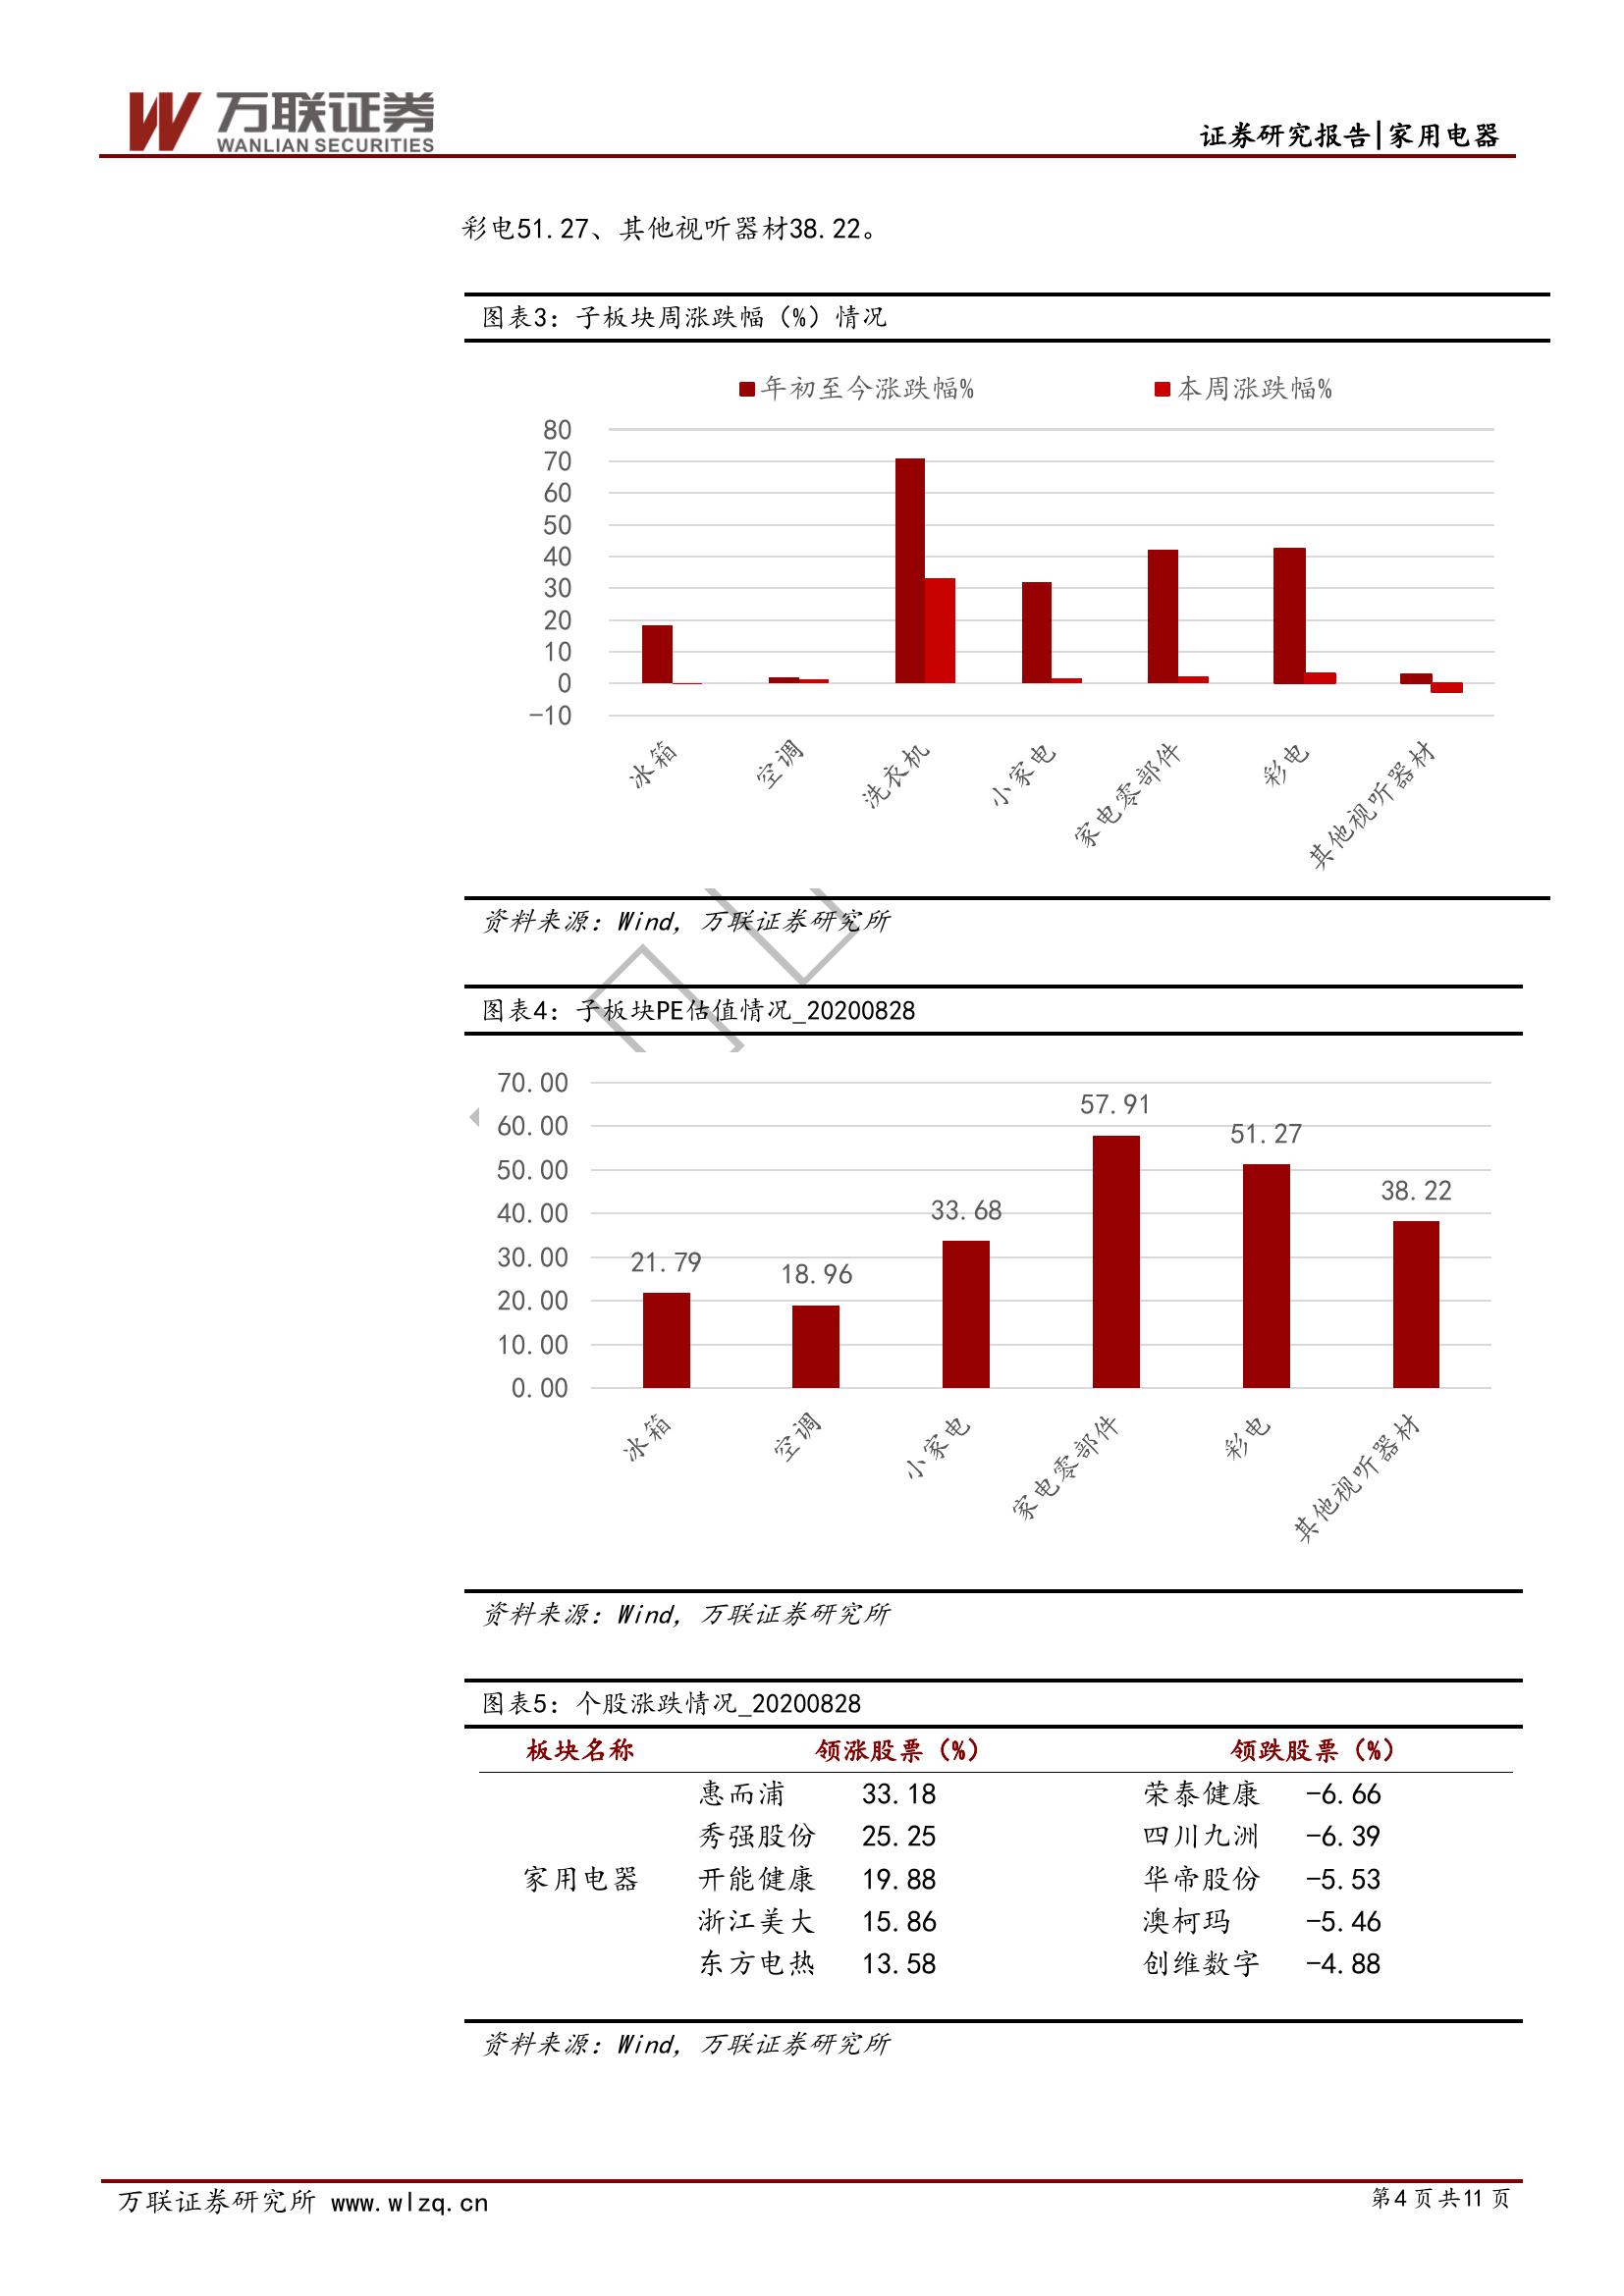 万联证券
WANLIAN SECURITIES
证券研究报告|家用电器
彩电51.27、其他视听器材38.22。
图表3：子板块周涨跌幅（%）情况
年初至今涨跌幅% 本周涨跌幅%
80
70
60
50
40
30
20
10
0
-10
冰箱 空调 洗衣机 小家电 家电零部件 彩电 其他视听器材
资料来源：Wind, 万联证券研究所
图表4：子板块PE估值情况_20200828
70.00
60.00
50.00
40.00
30.00
20.00
10.00
0.00
21.79 18.96 33.68 57.91 51.27 38.22
冰箱 空调 小家电 家电零部件 彩电 其他视听器材
资料来源：Wind, 万联证券研究所
图表5：个股涨跌情况_20200828
板块名称 领涨股票（%） 领跌股票（%）
惠而浦 33.18 荣泰健康 -6.66
秀强股份 25.25 四川九洲 -6.39
家用电器 开能健康 19.88 华帝股份 -5.53
浙江美大 15.86 澳柯玛 -5.46
东方电热 13.58 创维数字 -4.88
资料来源：Wind, 万联证券研究所
万联证券研究所 www.wlzq.cn 第4页共11页